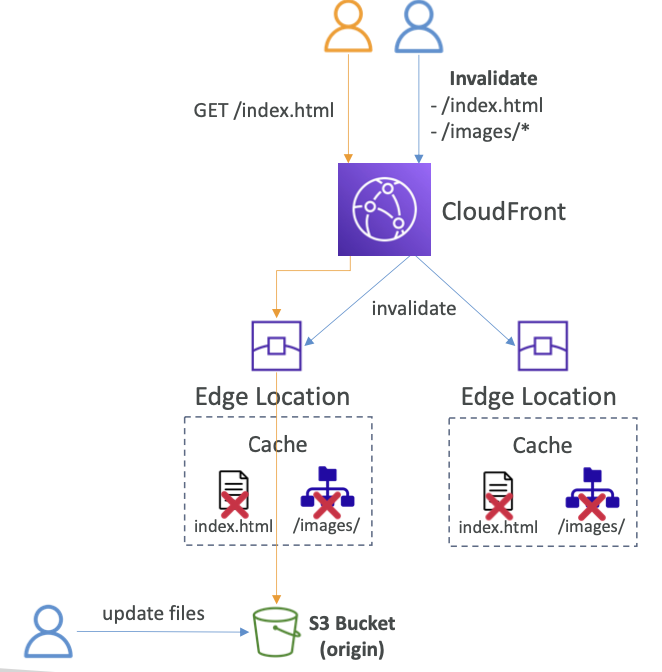 GET /index.html
Invalidate
- /index.html
- /images/*
CloudFront
invalidate
Edge Location
Cache
index.html
/images/
Edge Location
Cache
index.html
/images/
update files
S3 Bucket
(origin)